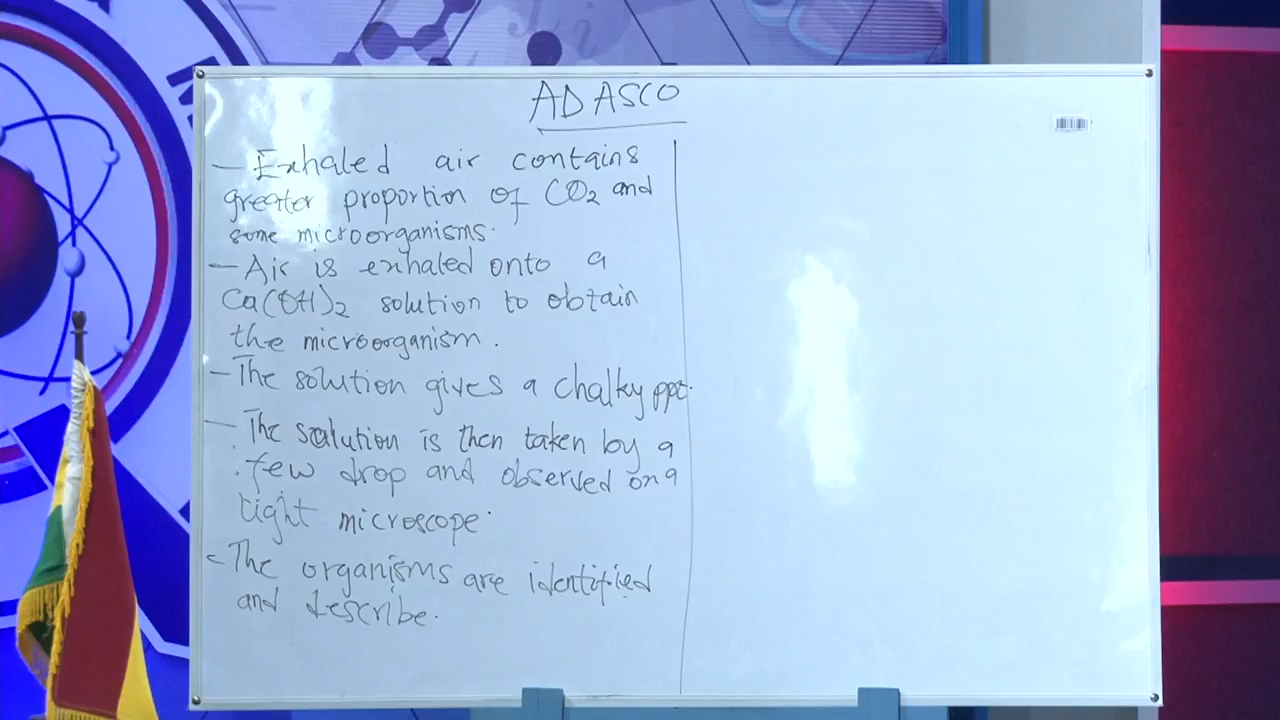 ADASCO
- Exhaled air contains
greater proportion of CO2 and
some microorganisms.
- Air is exhaled onto a
Ca(OH)2 solution to obtain
the microorganism.
- The solution gives a chalky ppt.
- The solution is then taken by a
few drop and observed on a
light microscope.
- The organisms are identified
and describe.